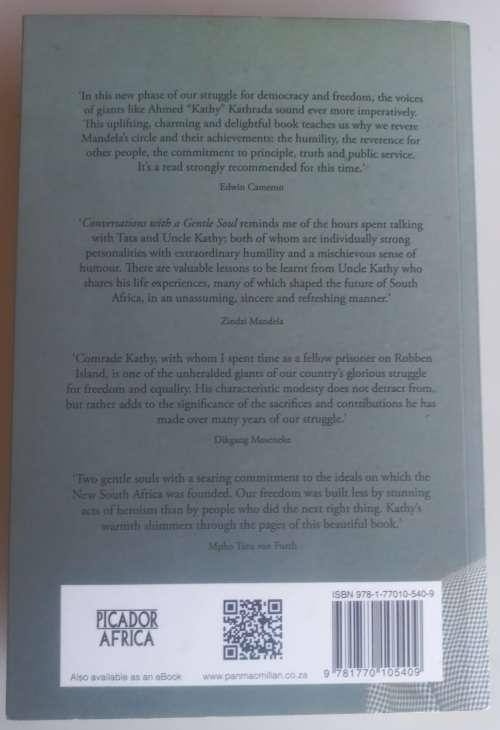 'In this new phase of our struggle for democracy and freedom, the voices
of giants like Ahmed “Kathy” Kathrada sound ever more imperatively.
This uplifting, charming and delightful book teaches us why we revere
Mandela's circle and their achievements: the humility, the reverence for
other people, the commitment to principle, truth and public service.
It's a read strongly recommended for this time.'
Edwin Cameron
'Conversations with a Gentle Soul reminds me of the hours spent talking
with Tata and Uncle Kathy; both of whom are individually strong
personalities with extraordinary humility and a mischievous sense of
humour. There are valuable lessons to be learnt from Uncle Kathy who
shares his life experiences, many of which shaped the future of South
Africa, in an unassuming, sincere and refreshing manner.'
Zindzi Mandela
'Comrade Kathy, with whom I spent time as a fellow prisoner on Robben
Island, is one of the unheralded giants of our country's glorious struggle
for freedom and equality. His characteristic modesty does not detract from,
but rather adds to the significance of the sacrifices and contributions he has
made over many years of our struggle.'
Dikgang Moseneke
'Two gentle souls with a searing commitment to the ideals on which the
New South Africa was founded. Our freedom was built less by stunning
acts of heroism than by people who did the next right thing. Kathy's
warmth shimmers through the pages of this beautiful book.'
Mpho Tutu van Furth
PICADOR
AFRICA
Also available as an eBook
www.panmacmillan.co.za
ISBN 978-1-77010-540-9
9 781770 105409